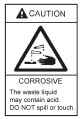 CAUTION
CORROSIVE
The waste liquid
may contain acid.
DO NOT spill or touch.